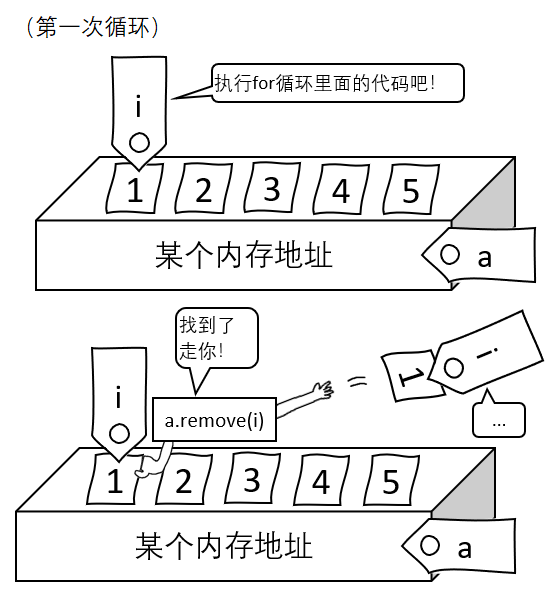 （第一次循环）
i
执行for循环里面的代码吧！
1 2 3 4 5
某个内存地址
a
找到了
走你！
i
a.remove(i)
1
i
...
1 2 3 4 5
某个内存地址
a